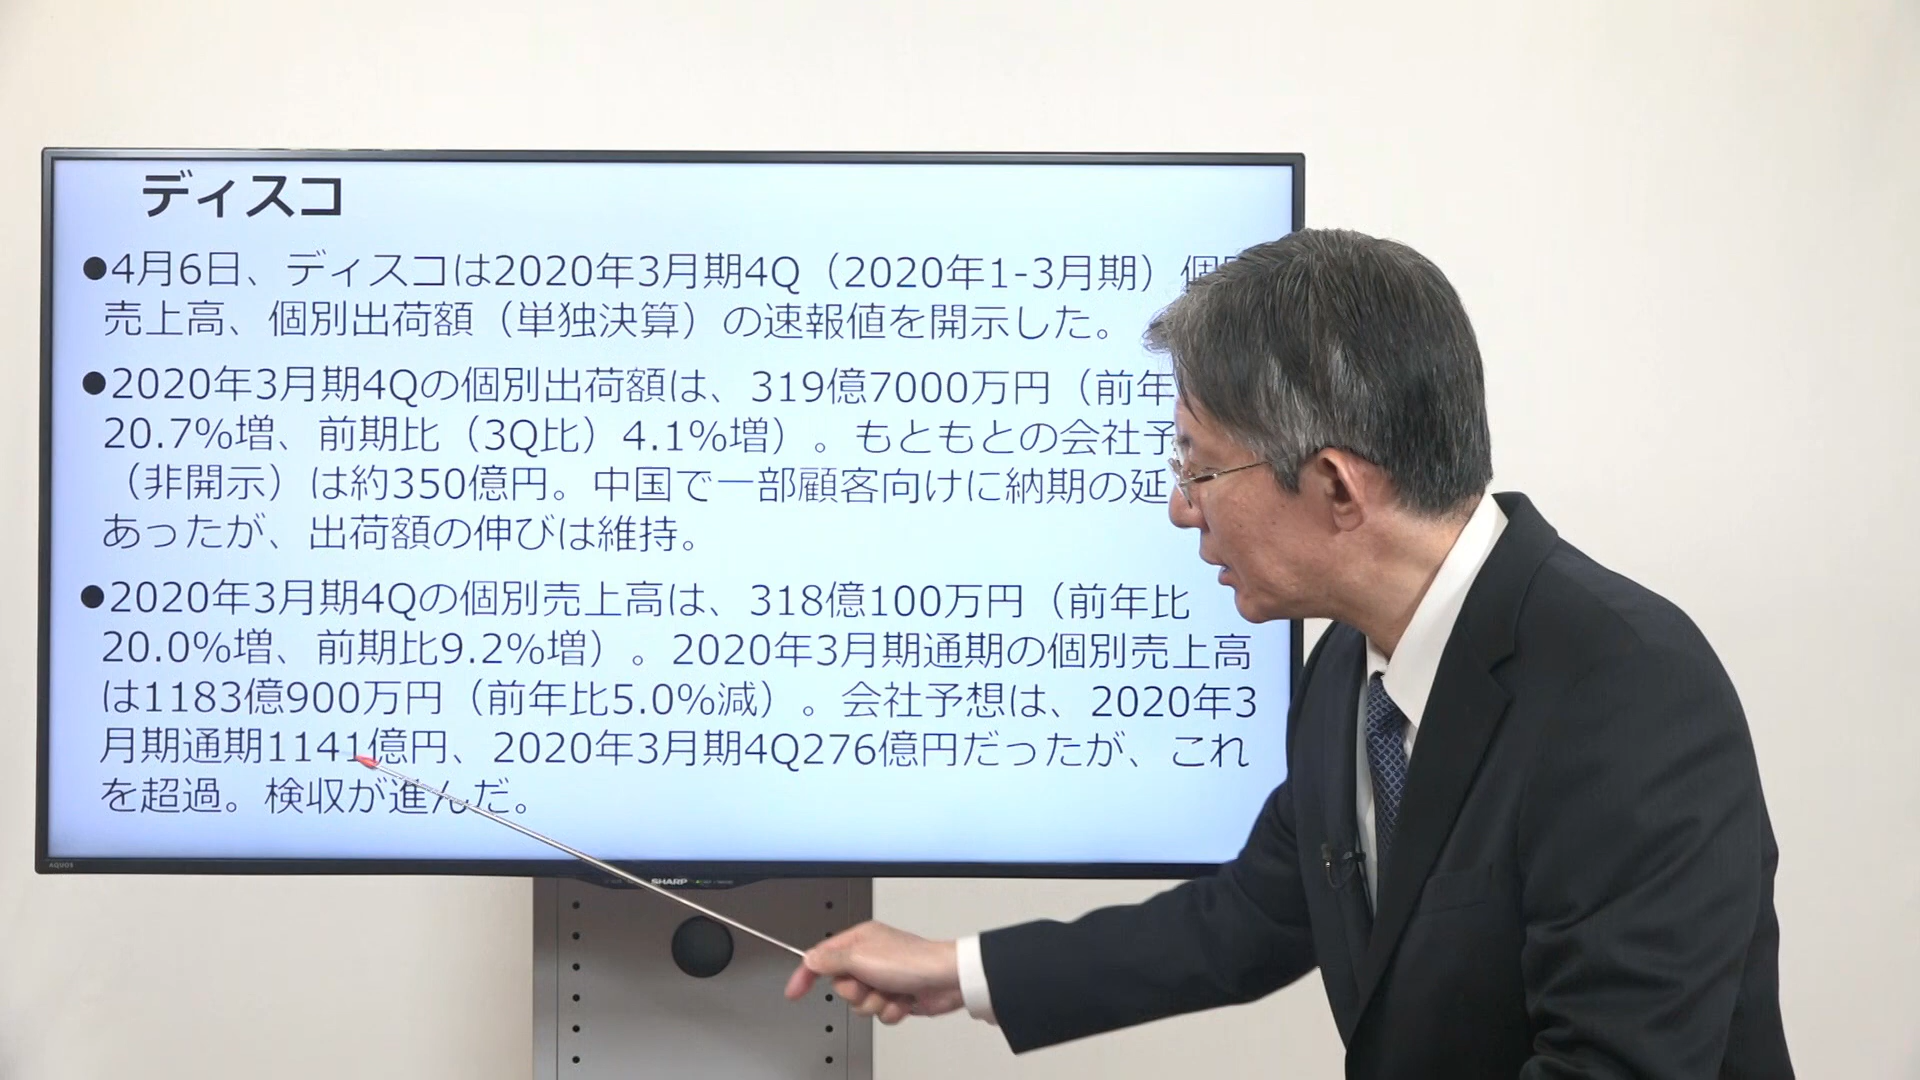 ディスコ
●4月6日、ディスコは2020年3月期4Q（2020年1-3月期）個
売上高、個別出荷額（単独決算）の速報値を開示した。
●2020年3月期4Qの個別出荷額は、319億7000万円（前年
20.7%増、前期比（3Q比）4.1%増）。もともとの会社予
（非開示）は約350億円。中国で一部顧客向けに納期の延
あったが、出荷額の伸びは維持。
●2020年3月期4Qの個別売上高は、318億100万円（前年比
20.0%増、前期比9.2%増）。2020年3月期通期の個別売上高
は1183億900万円（前年比5.0%減）。会社予想は、2020年3
月期通期1141億円、2020年3月期4Q276億円だったが、これ
を超過。検収が進んだ。
AQUOS
SHARP